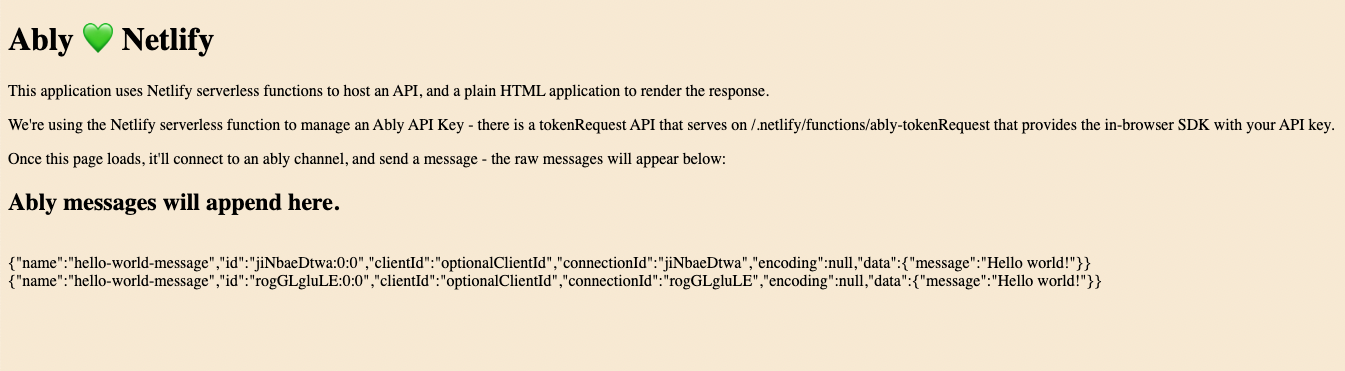 Ably 💚 Netlify
This application uses Netlify serverless functions to host an API, and a plain HTML application to render the response.
We're using the Netlify serverless function to manage an Ably API Key - there is a tokenRequest API that serves on /.netlify/functions/ably-tokenRequest that provides the in-browser SDK with your API key.
Once this page loads, it'll connect to an ably channel, and send a message - the raw messages will appear below:
Ably messages will append here.
{"name":"hello-world-message","id":"jiNbaeDtwa:0:0","clientId":"optionalClientId","connectionId":"jiNbaeDtwa","encoding":null,"data":{"message":"Hello world!"}}
{"name":"hello-world-message","id":"rogGLgluLE:0:0","clientId":"optionalClientId","connectionId":"rogGLgluLE","encoding":null,"data":{"message":"Hello world!"}}